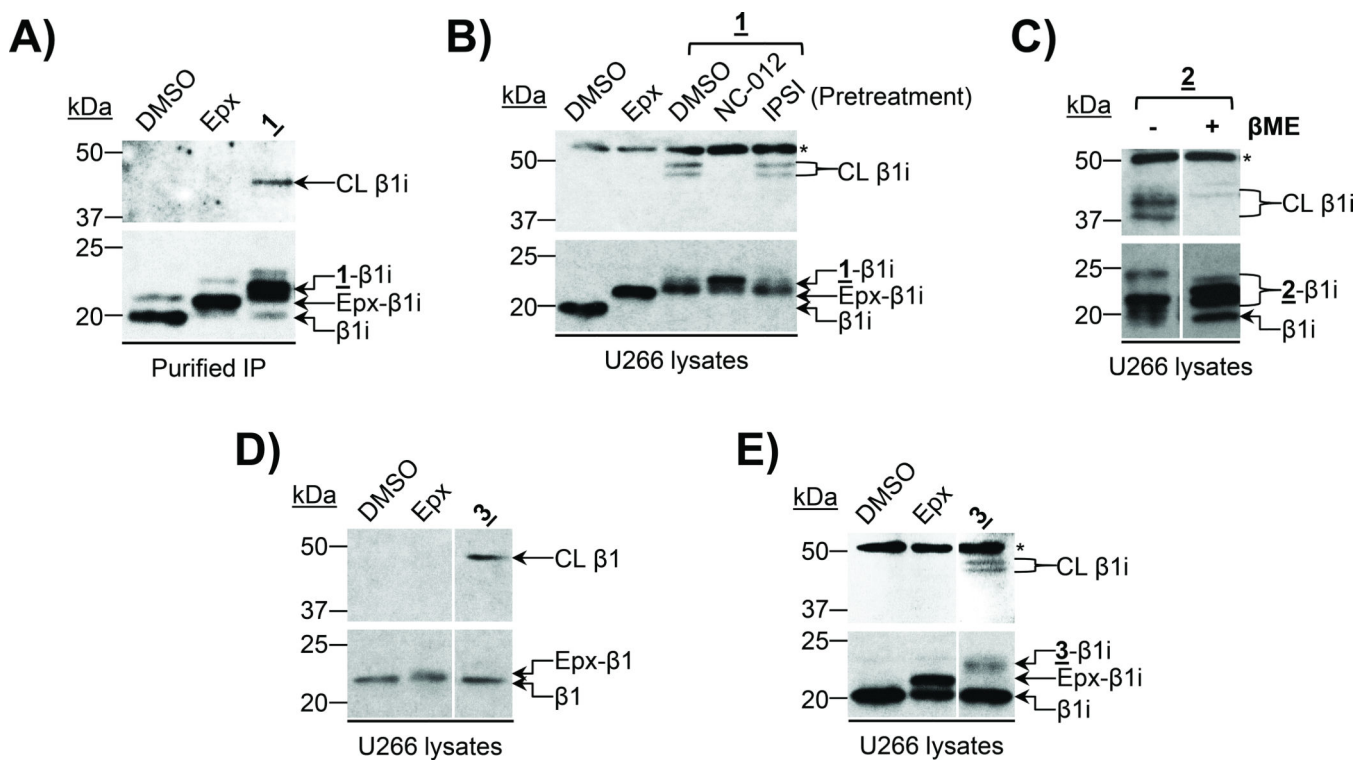 A)
kDa
DMSO
Epx
1
50
37
25
20
CL β1i
1-β1i
Epx-β1i
β1i
Purified IP
B)
1
kDa
DMSO
Epx
DMSO
NC-012
IPSI
(Pretreatment)
50
37
25
20
*
CL β1i
1-β1i
Epx-β1i
β1i
U266 lysates
C)
2
kDa
- + βME
50
37
25
20
*
CL β1i
2-β1i
β1i
U266 lysates
D)
kDa
DMSO
Epx
3
50
37
25
20
CL β1
Epx-β1
β1
U266 lysates
E)
kDa
DMSO
Epx
3
50
37
25
20
*
CL β1i
3-β1i
Epx-β1i
β1i
U266 lysates